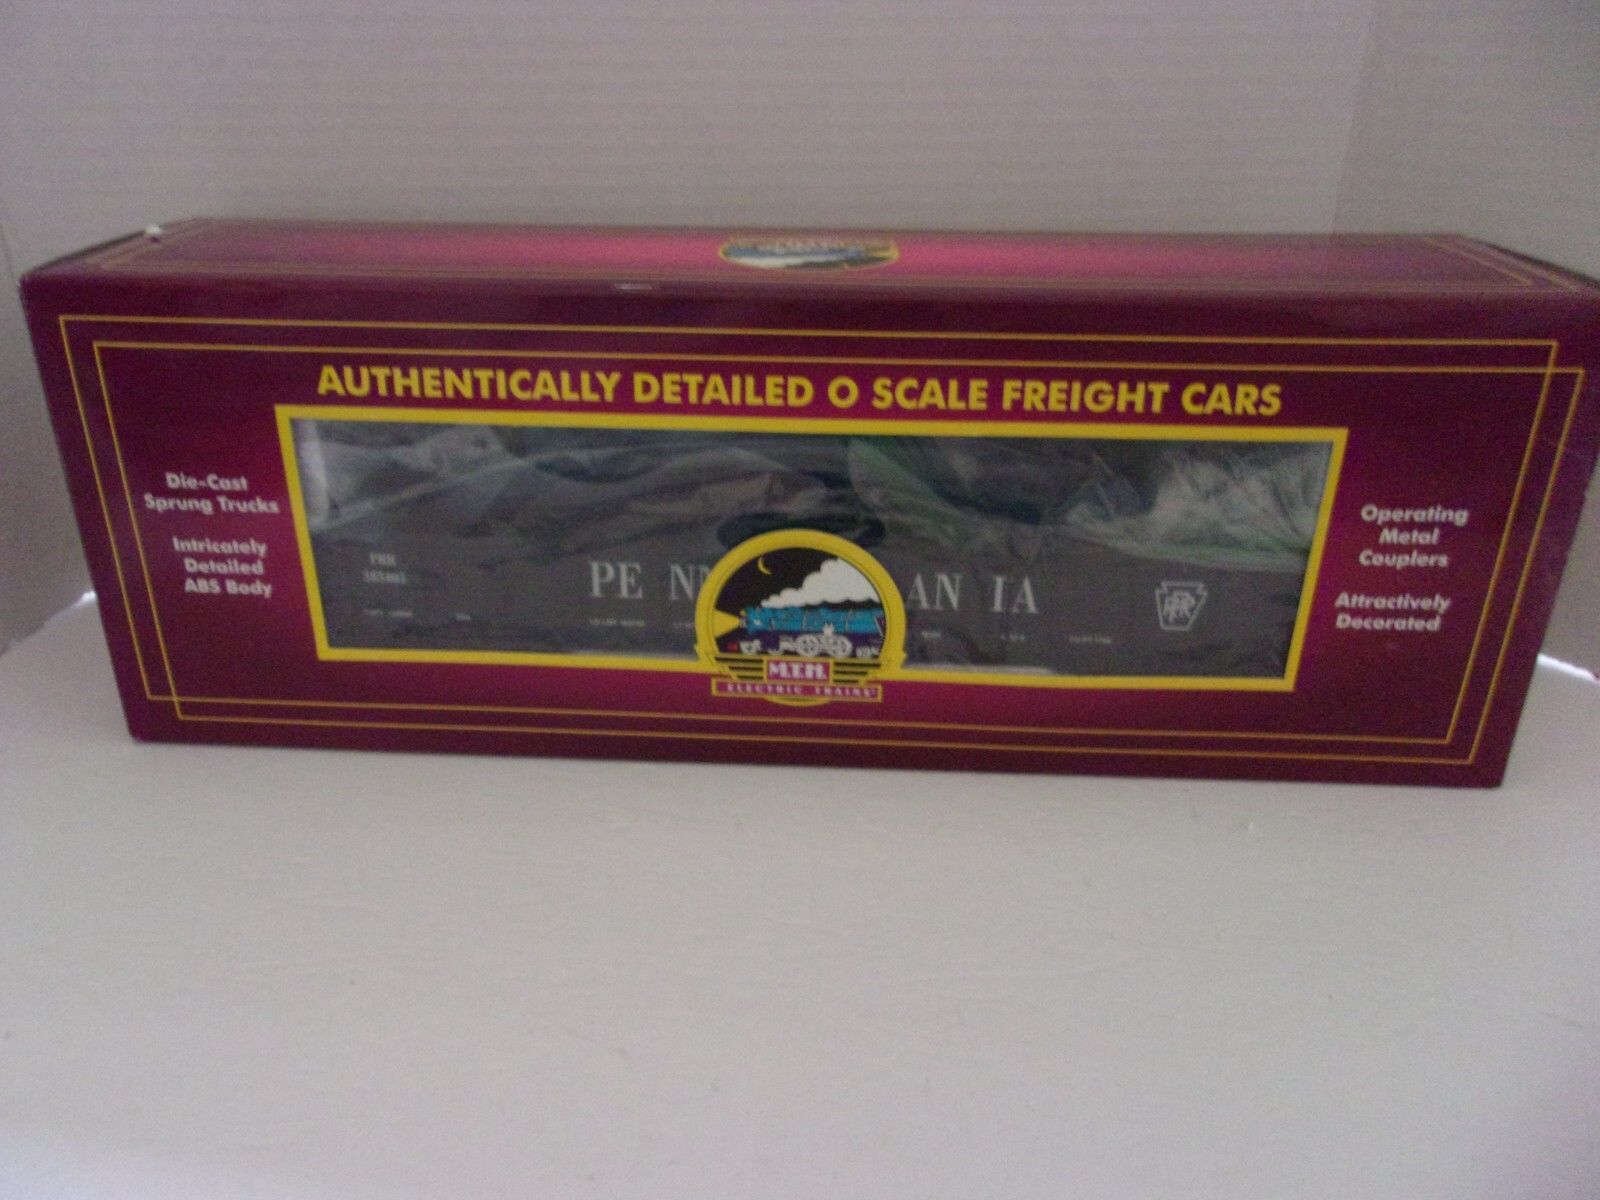 AUTHENTICALLY DETAILED O SCALE FREIGHT CARS
Die-Cast
Sprung Trucks
Intricately
Detailed
ABS Body
PE NN
AN IA
PRR
M.T.H.
ELECTRIC TRAINS
Operating
Metal
Couplers
Attractively
Decorated